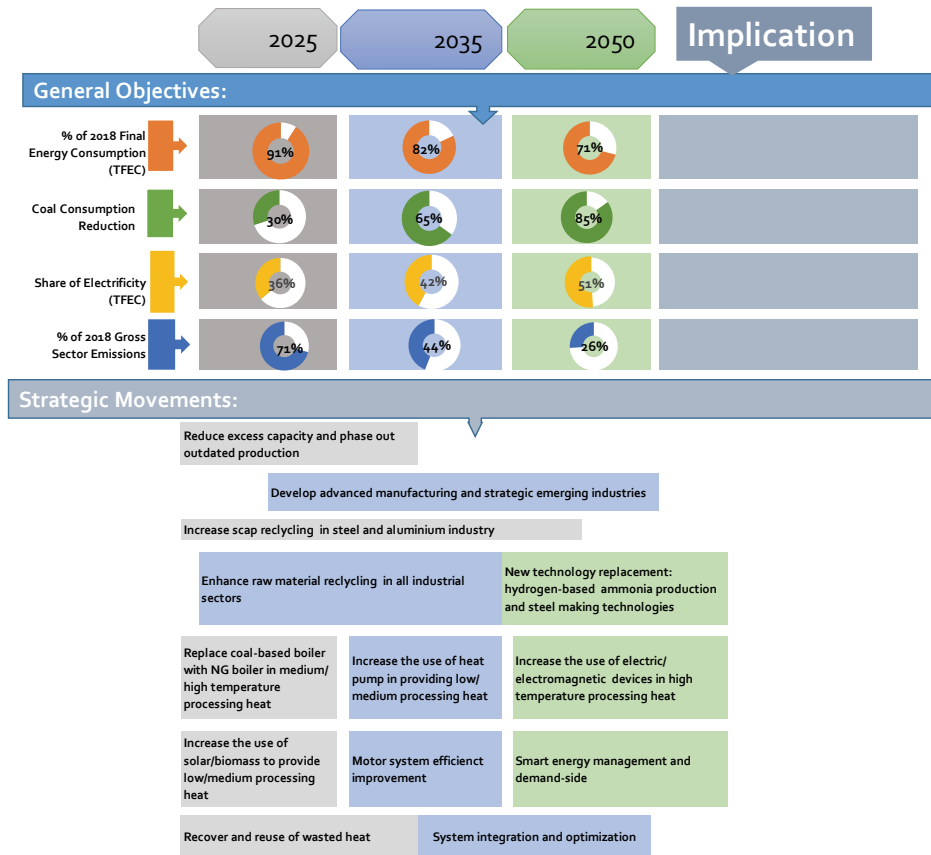 2025
2035
2050
Implication
General Objectives:
% of 2018 Final
Energy Consumption
(TFEC)
91%
82%
71%
Coal Consumption
Reduction
30%
65%
85%
Share of Electrificity
(TFEC)
36%
42%
51%
% of 2018 Gross
Sector Emissions
71%
44%
26%
Strategic Movements:
Reduce excess capacity and phase out
outdated production
Develop advanced manufacturing and strategic emerging industries
Increase scap reclycling in steel and aluminium industry
Enhance raw material reclycling in all industrial
sectors
New technology replacement:
hydrogen-based ammonia production
and steel making technologies
Replace coal-based boiler
with NG boiler in medium/
high temperature
processing heat
Increase the use of heat
pump in providing low/
medium processing heat
Increase the use of electric/
electromagnetic devices in high
temperature processing heat
Increase the use of
solar/biomass to provide
low/medium processing
heat
Motor system efficienct
improvement
Smart energy management and
demand-side
Recover and reuse of wasted heat
System integration and optimization